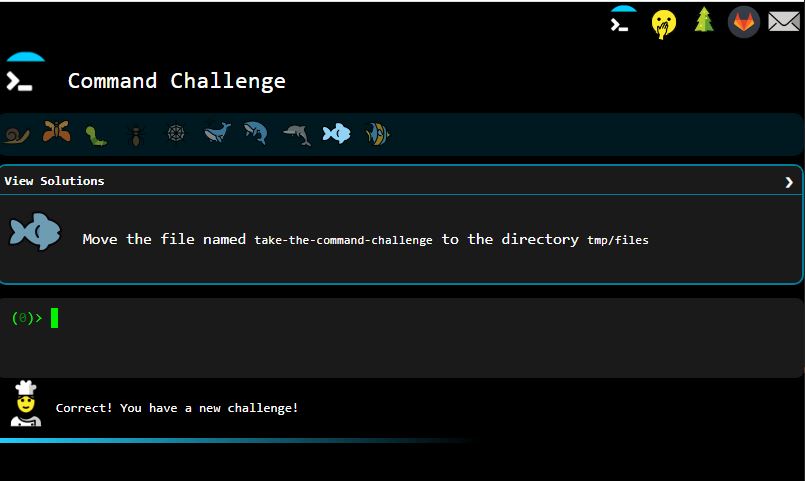 Command Challenge
View Solutions
Move the file named take-the-command-challenge to the directory tmp/files
(0)>
Correct! You have a new challenge!